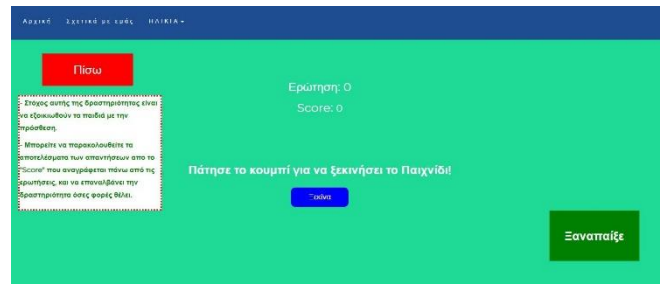 Αρχική Σχετικά με εμάς ΗΛΙΚΙΑ
Πίσω
- Στοχος αυτής της δραστηριότητας είναι
να εξοικιωθούν τα παιδιά με την
πρόσθεση.
- Μπορείτε να παρακολουθείτε τα
αποτελέσματα των απαντήσεων απο το
"Score" που αναγράφεται πάνω από τις
ερωτήσεις, και να επαναλβάνει την
δραστηριότητα όσες φορές θέλει.
Ερώτηση: 0
Score: 0
Πάτησε το κουμπί για να ξεκινήσει το Παιχνίδι!
Ξεκίνα
Ξαναπαίξε